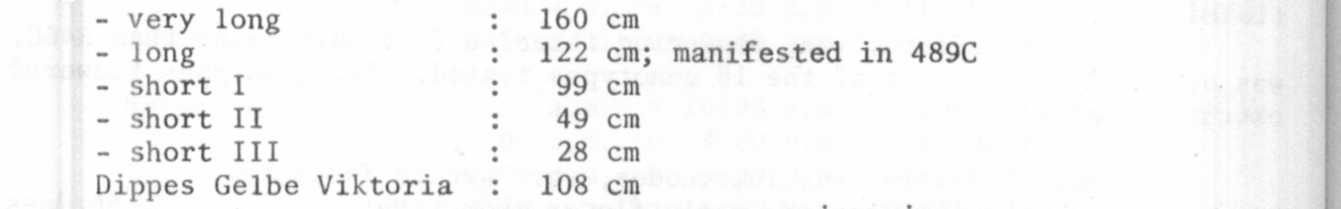 - very long : 160 cm
- long : 122 cm; manifested in 489C
- short I : 99 cm
- short II : 49 cm
- short III : 28 cm
Dippes Gelbe Viktoria : 108 cm